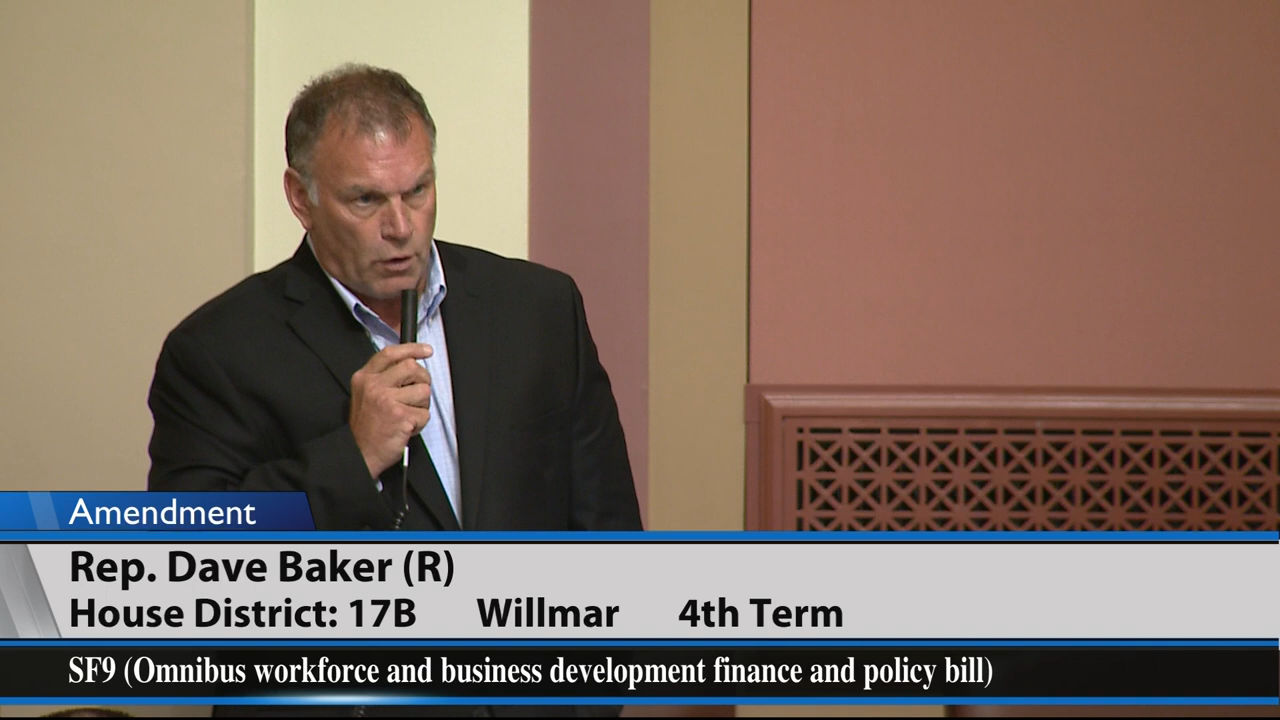 Amendment
Rep. Dave Baker (R)
House District: 17B Willmar 4th Term
SF9 (Omnibus workforce and business development finance and policy bill)